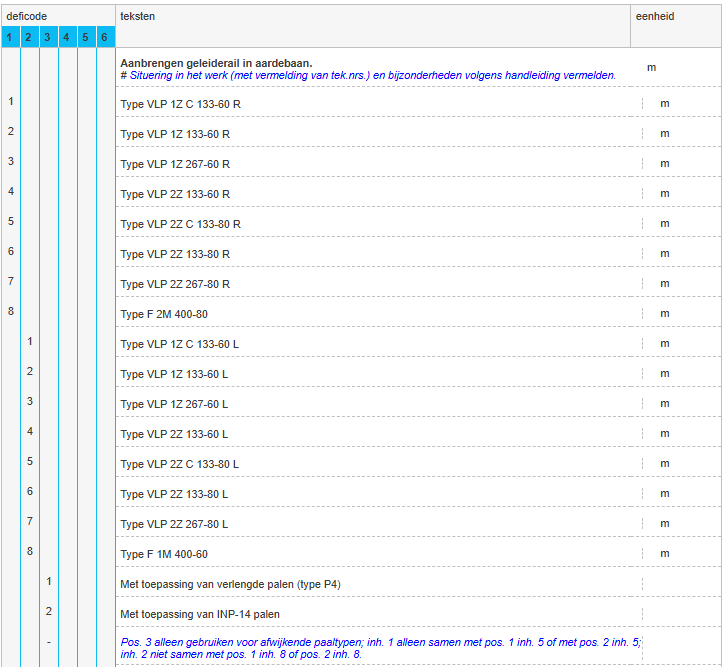 deficode teksten eenheid
1 2 3 4 5 6
Aanbrengen geleiderail in aardebaan. m
# Situering in het werk (met vermelding van tek.nrs.) en bijzonderheden volgens handleiding vermelden.
1 Type VLP 1Z C 133-60 R m
2 Type VLP 1Z 133-60 R m
3 Type VLP 1Z 267-60 R m
4 Type VLP 2Z 133-60 R m
5 Type VLP 2Z C 133-80 R m
6 Type VLP 2Z 133-80 R m
7 Type VLP 2Z 267-80 R m
8 Type F 2M 400-80 m
1 Type VLP 1Z C 133-60 L m
2 Type VLP 1Z 133-60 L m
3 Type VLP 1Z 267-60 L m
4 Type VLP 2Z 133-60 L m
5 Type VLP 2Z C 133-80 L m
6 Type VLP 2Z 133-80 L m
7 Type VLP 2Z 267-80 L m
8 Type F 1M 400-60 m
1 Met toepassing van verlengde palen (type P4)
2 Met toepassing van INP-14 palen
- Pos. 3 alleen gebruiken voor afwijkende paaltypen; inh. 1 alleen samen met pos. 1 inh. 5 of met pos. 2 inh. 5;
inh. 2 niet samen met pos. 1 inh. 8 of pos. 2 inh. 8.